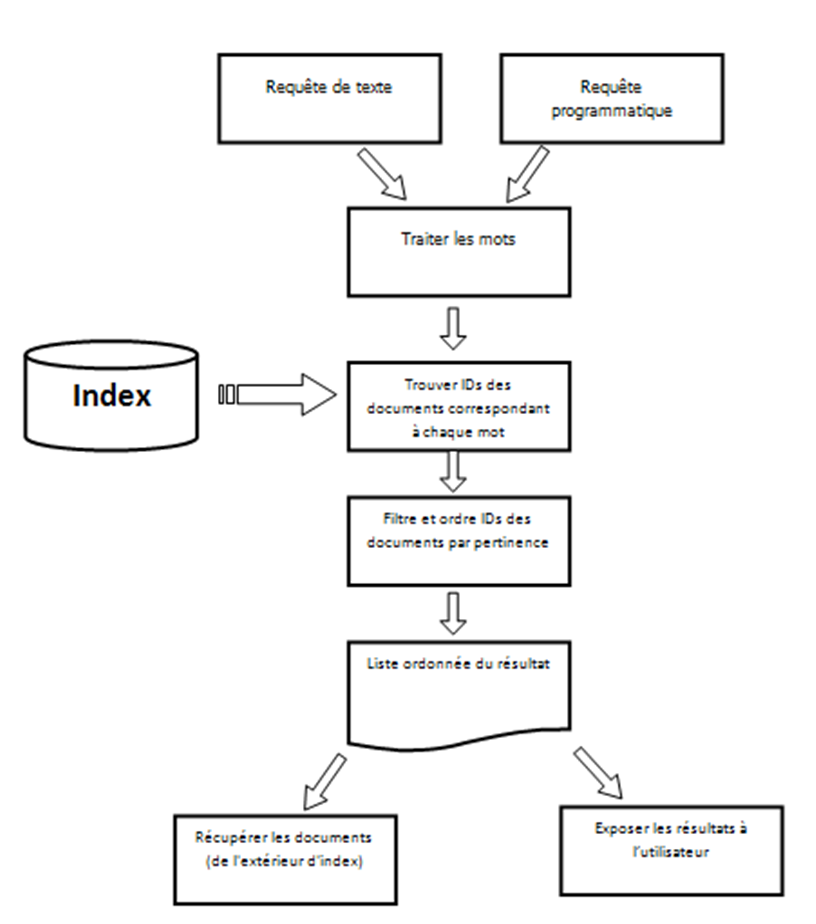 Requête de texte
Requête
programmatique
Traiter les mots
Index
Trouver IDs des
documents correspondant
à chaque mot
Filtre et ordre IDs des
documents par pertinence
Liste ordonnée du résultat
Récupérer les documents
(de l'extérieur d'index)
Exposer les résultats à
l'utilisateur